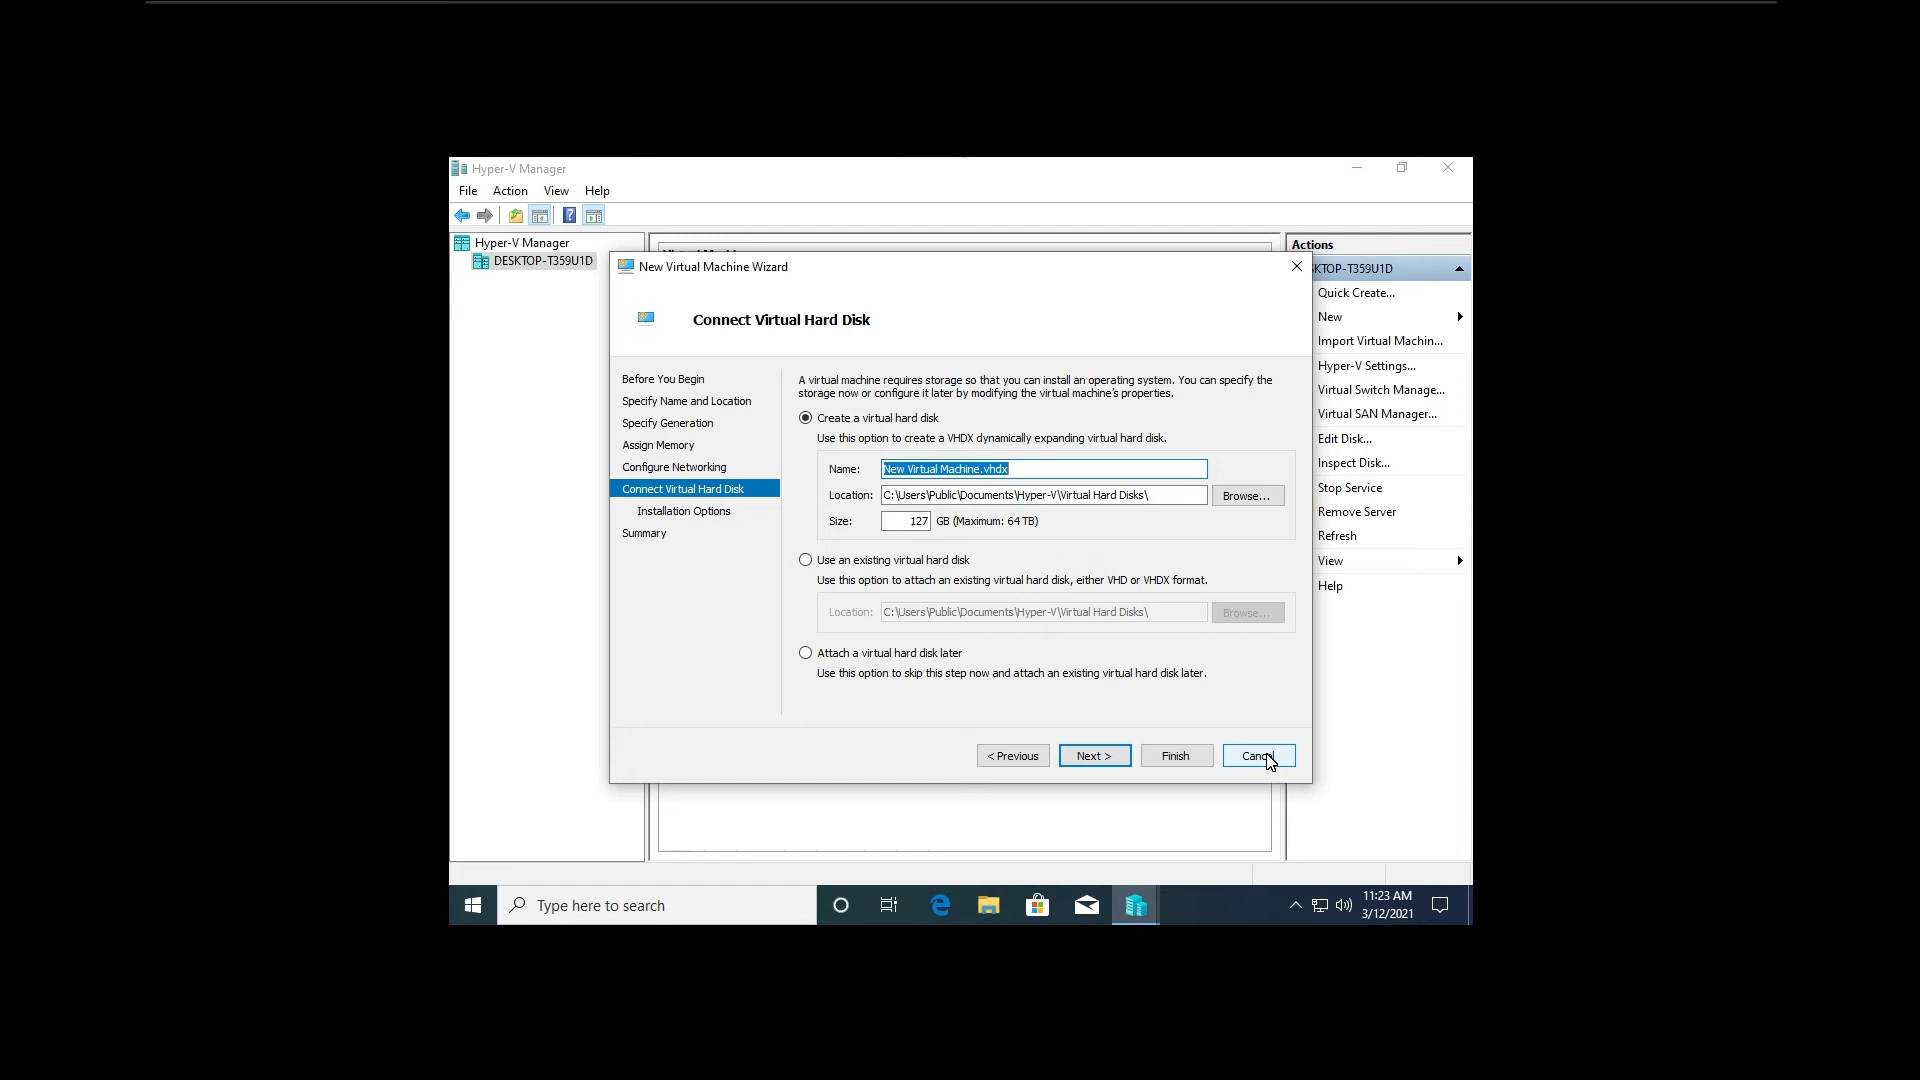 Hyper-V Manager
File Action View Help
Hyper-V Manager
DESKTOP-T359U1D
New Virtual Machine Wizard
Connect Virtual Hard Disk
Before You Begin
Specify Name and Location
Specify Generation
Assign Memory
Configure Networking
Connect Virtual Hard Disk
Installation Options
Summary
A virtual machine requires storage so that you can install an operating system. You can specify the
storage now or configure it later by modifying the virtual machine's properties.
Create a virtual hard disk
Use this option to create a VHDX dynamically expanding virtual hard disk.
Name: New Virtual Machine.vhdx
Location: C:\Users\Public\Documents\Hyper-V\Virtual Hard Disks\ Browse...
Size: 127 GB (Maximum: 64 TB)
Use an existing virtual hard disk
Use this option to attach an existing virtual hard disk, either VHD or VHDX format.
Location: C:\Users\Public\Documents\Hyper-V\Virtual Hard Disks\ Browse...
Attach a virtual hard disk later
Use this option to skip this step now and attach an existing virtual hard disk later.
< Previous Next > Finish Cancel
Actions
KTOP-T359U1D
Quick Create...
New
Import Virtual Machin...
Hyper-V Settings...
Virtual Switch Manage...
Virtual SAN Manager...
Edit Disk...
Inspect Disk...
Stop Service
Remove Server
Refresh
View
Help
Type here to search
11:23 AM
3/12/2021